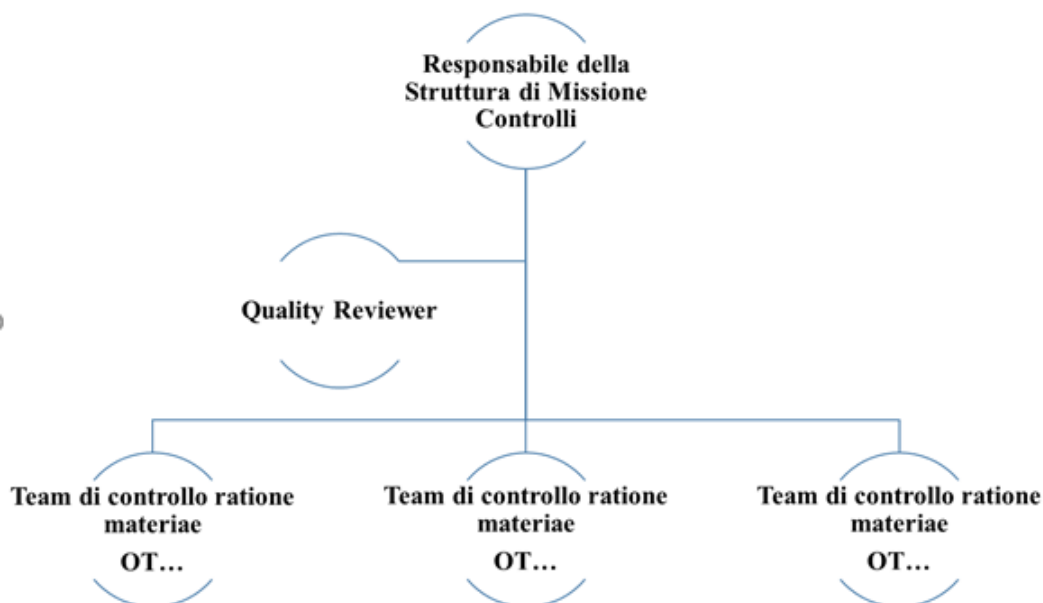 Responsabile della
Struttura di Missione
Controlli
Quality Reviewer
Team di controllo ratione
materiae
OT…
Team di controllo ratione
materiae
OT…
Team di controllo ratione
materiae
OT…